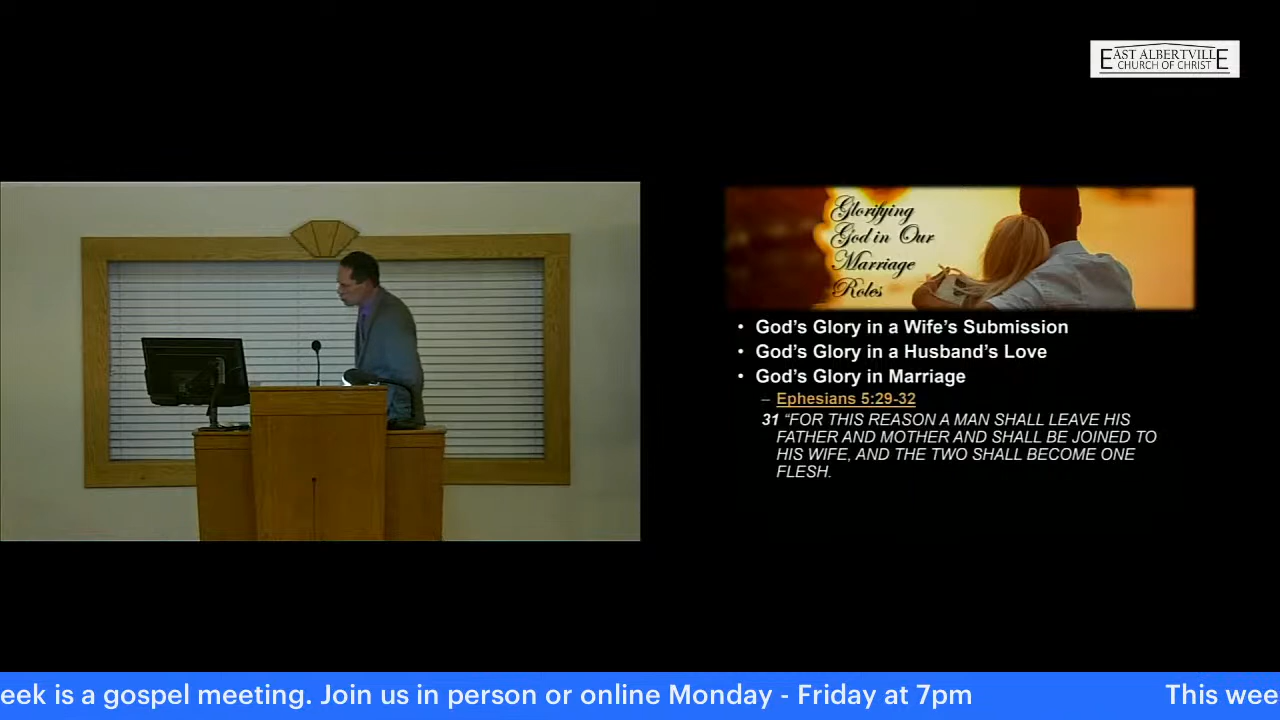 EAST ALBERTVILLE
CHURCH OF CHRIST
Glorifying
God in Our
Marriage
Roles
• God's Glory in a Wife's Submission
• God's Glory in a Husband's Love
• God's Glory in Marriage
– Ephesians 5:29-32
31 “FOR THIS REASON A MAN SHALL LEAVE HIS
FATHER AND MOTHER AND SHALL BE JOINED TO
HIS WIFE, AND THE TWO SHALL BECOME ONE
FLESH.
eek is a gospel meeting. Join us in person or online Monday - Friday at 7pm This wee